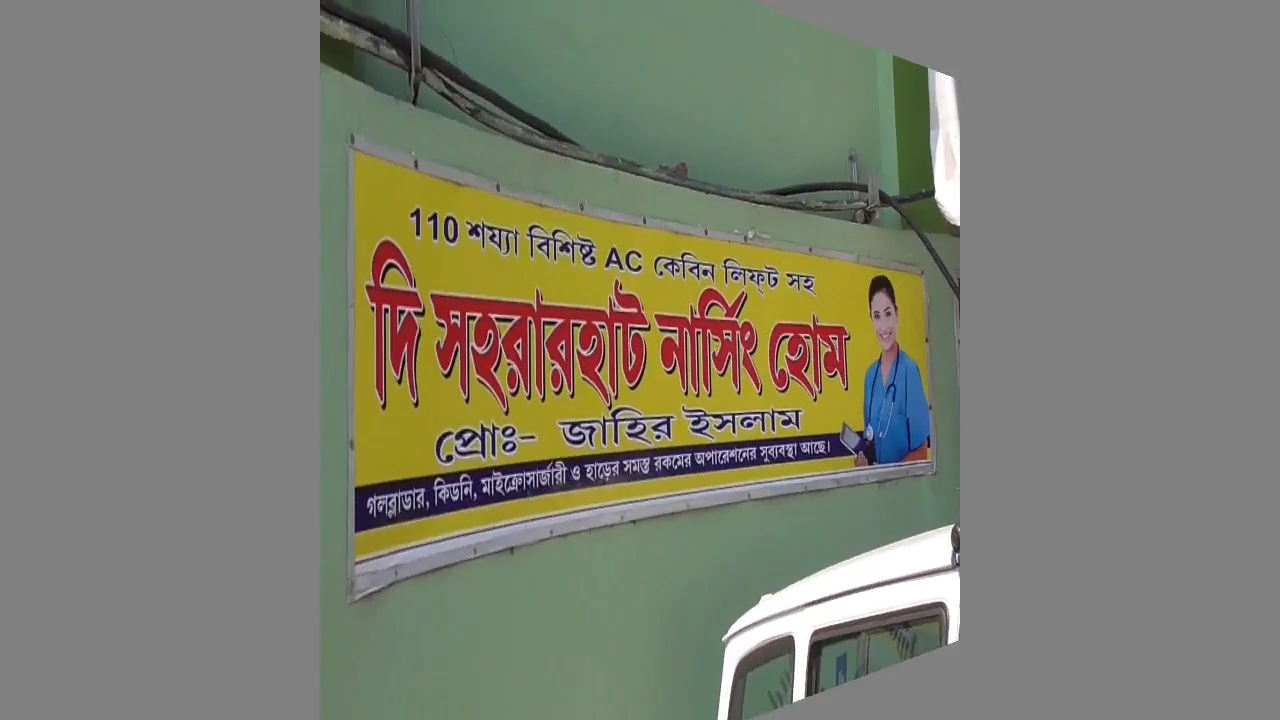 110 শয্যা বিশিষ্ট AC কেবিন লিফ্ট সহ
দি সহরারহাট নার্সিং হোম
প্রোঃ- জাহির ইসলাম
গলব্লাডার, কিডনি, মাইক্রোসার্জারী ও হাড়ের সমস্ত রকমের অপারেশনের সুব্যবস্থা আছে।